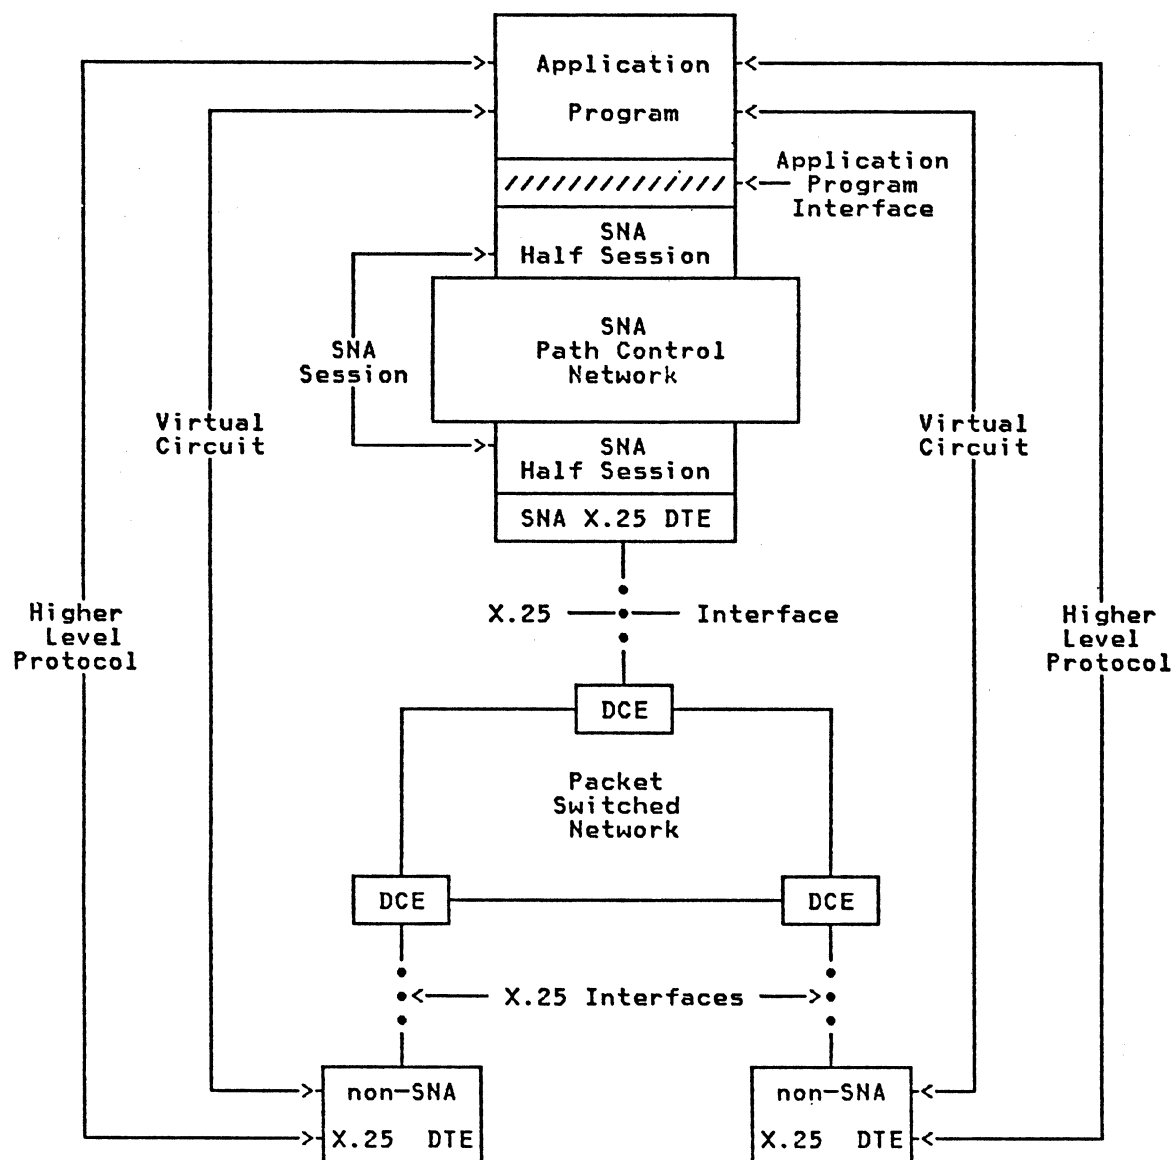 Application
Program
//////////////
Application
Program
Interface
SNA
Half Session
SNA
Path Control
Network
SNA
Session
Virtual
Circuit
Virtual
Circuit
SNA
Half Session
SNA X.25 DTE
X.25
Interface
Higher
Level
Protocol
Higher
Level
Protocol
DCE
Packet
Switched
Network
DCE
DCE
X.25 Interfaces
non-SNA
X.25 DTE
non-SNA
X.25 DTE